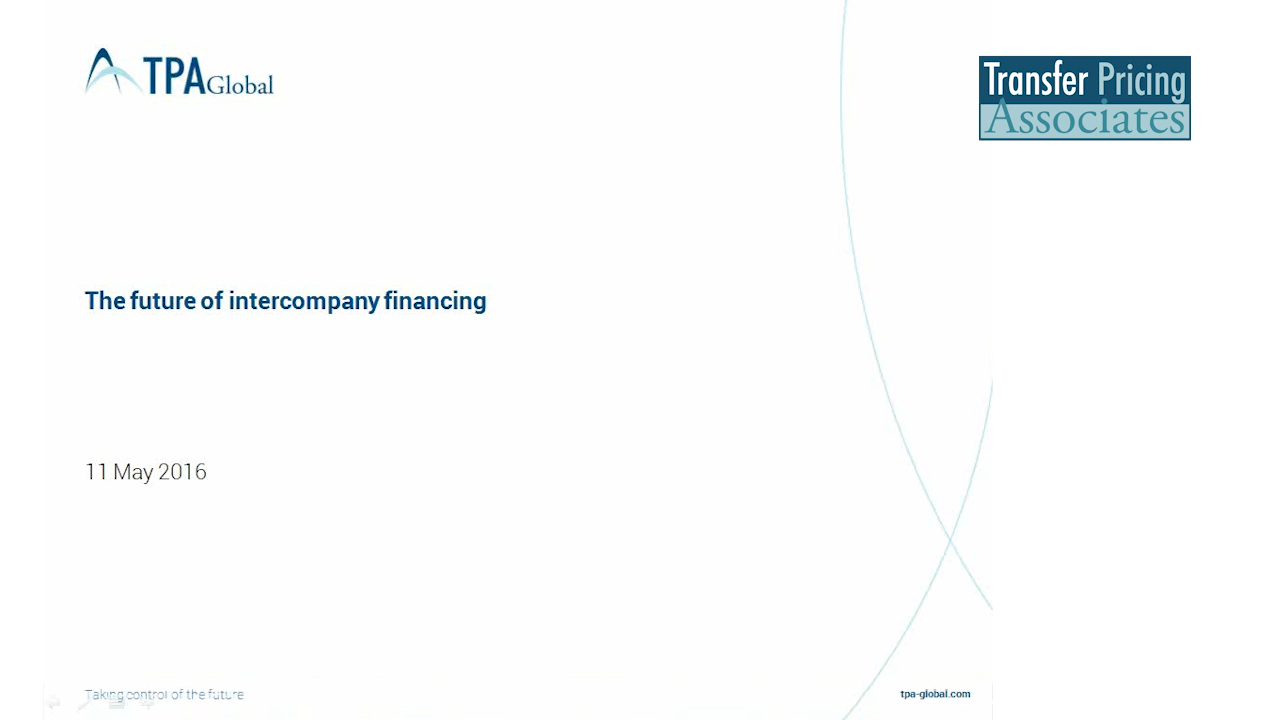 TPA Global
Transfer Pricing
Associates
The future of intercompany financing
11 May 2016
Taking control of the future
tpa-global.com